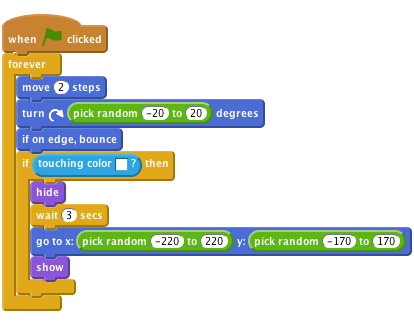 when clicked
forever
move 2 steps
turn pick random -20 to 20 degrees
if on edge, bounce
if touching color ? then
hide
wait 3 secs
go to x: pick random -220 to 220 y: pick random -170 to 170
show